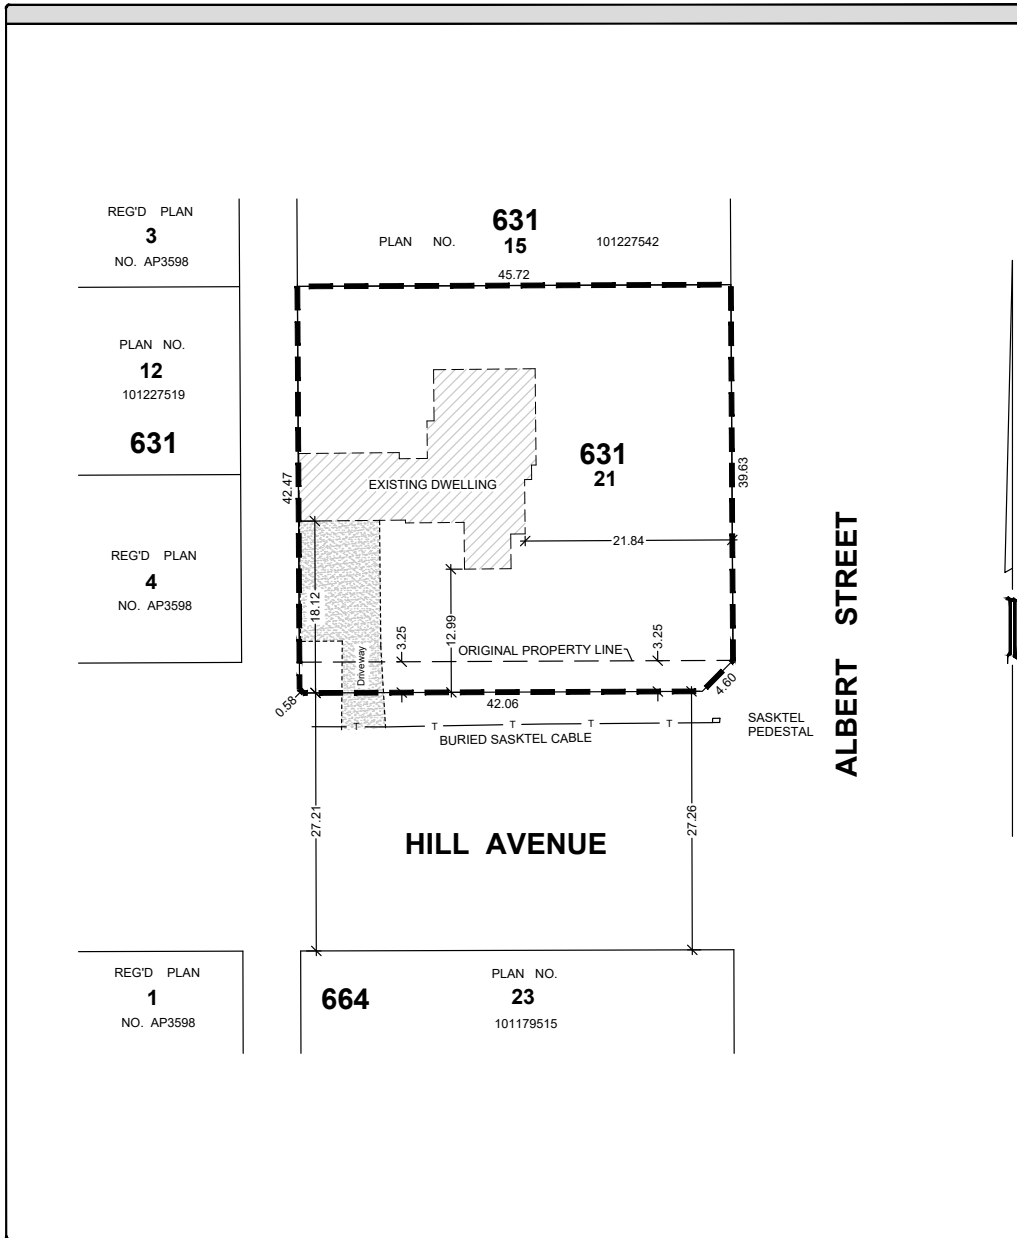 REG'D PLAN
3
NO. AP3598
631
PLAN NO. 15 101227542
45.72
PLAN NO.
12
101227519
631
42.47
EXISTING DWELLING
631
21
39.63
21.84
REG'D PLAN
4
NO. AP3598
18.12
3.25
12.99
ORIGINAL PROPERTY LINE
3.25
Driveway
0.58
42.06
4.60
T T T T T
BURIED SASKTEL CABLE
SASKTEL
PEDESTAL
ALBERT STREET
27.21
27.26
HILL AVENUE
REG'D PLAN
1
NO. AP3598
664
PLAN NO.
23
101179515